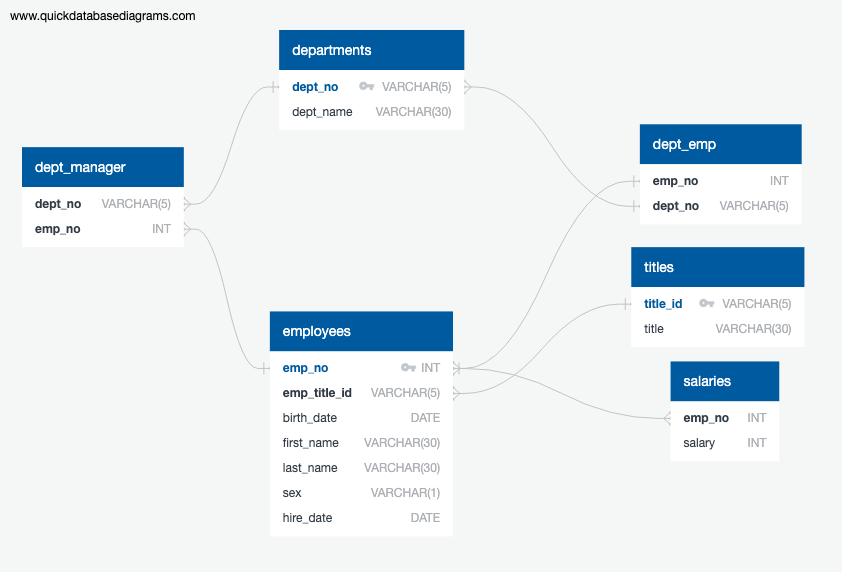 www.quickdatabasediagrams.com
departments
dept_no VARCHAR(5)
dept_name VARCHAR(30)
dept_manager
dept_no VARCHAR(5)
emp_no INT
dept_emp
emp_no INT
dept_no VARCHAR(5)
titles
title_id VARCHAR(5)
title VARCHAR(30)
employees
emp_no INT
emp_title_id VARCHAR(5)
birth_date DATE
first_name VARCHAR(30)
last_name VARCHAR(30)
sex VARCHAR(1)
hire_date DATE
salaries
emp_no INT
salary INT